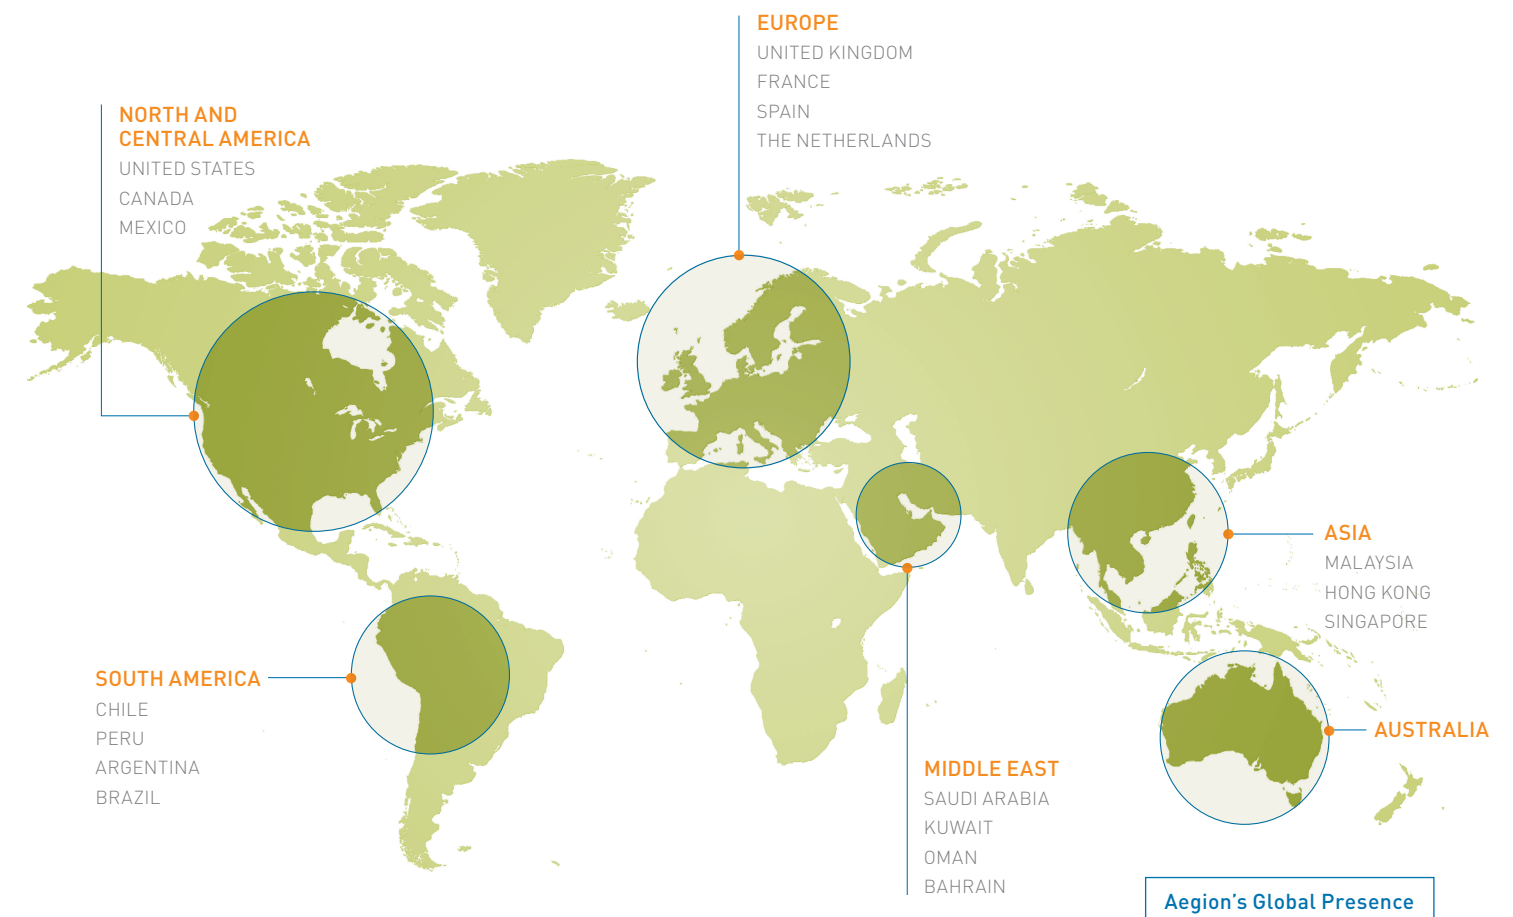 EUROPE
UNITED KINGDOM
FRANCE
SPAIN
THE NETHERLANDS
NORTH AND
CENTRAL AMERICA
UNITED STATES
CANADA
MEXICO
ASIA
MALAYSIA
HONG KONG
SINGAPORE
SOUTH AMERICA
CHILE
PERU
ARGENTINA
BRAZIL
AUSTRALIA
MIDDLE EAST
SAUDI ARABIA
KUWAIT
OMAN
BAHRAIN
Aegion's Global Presence